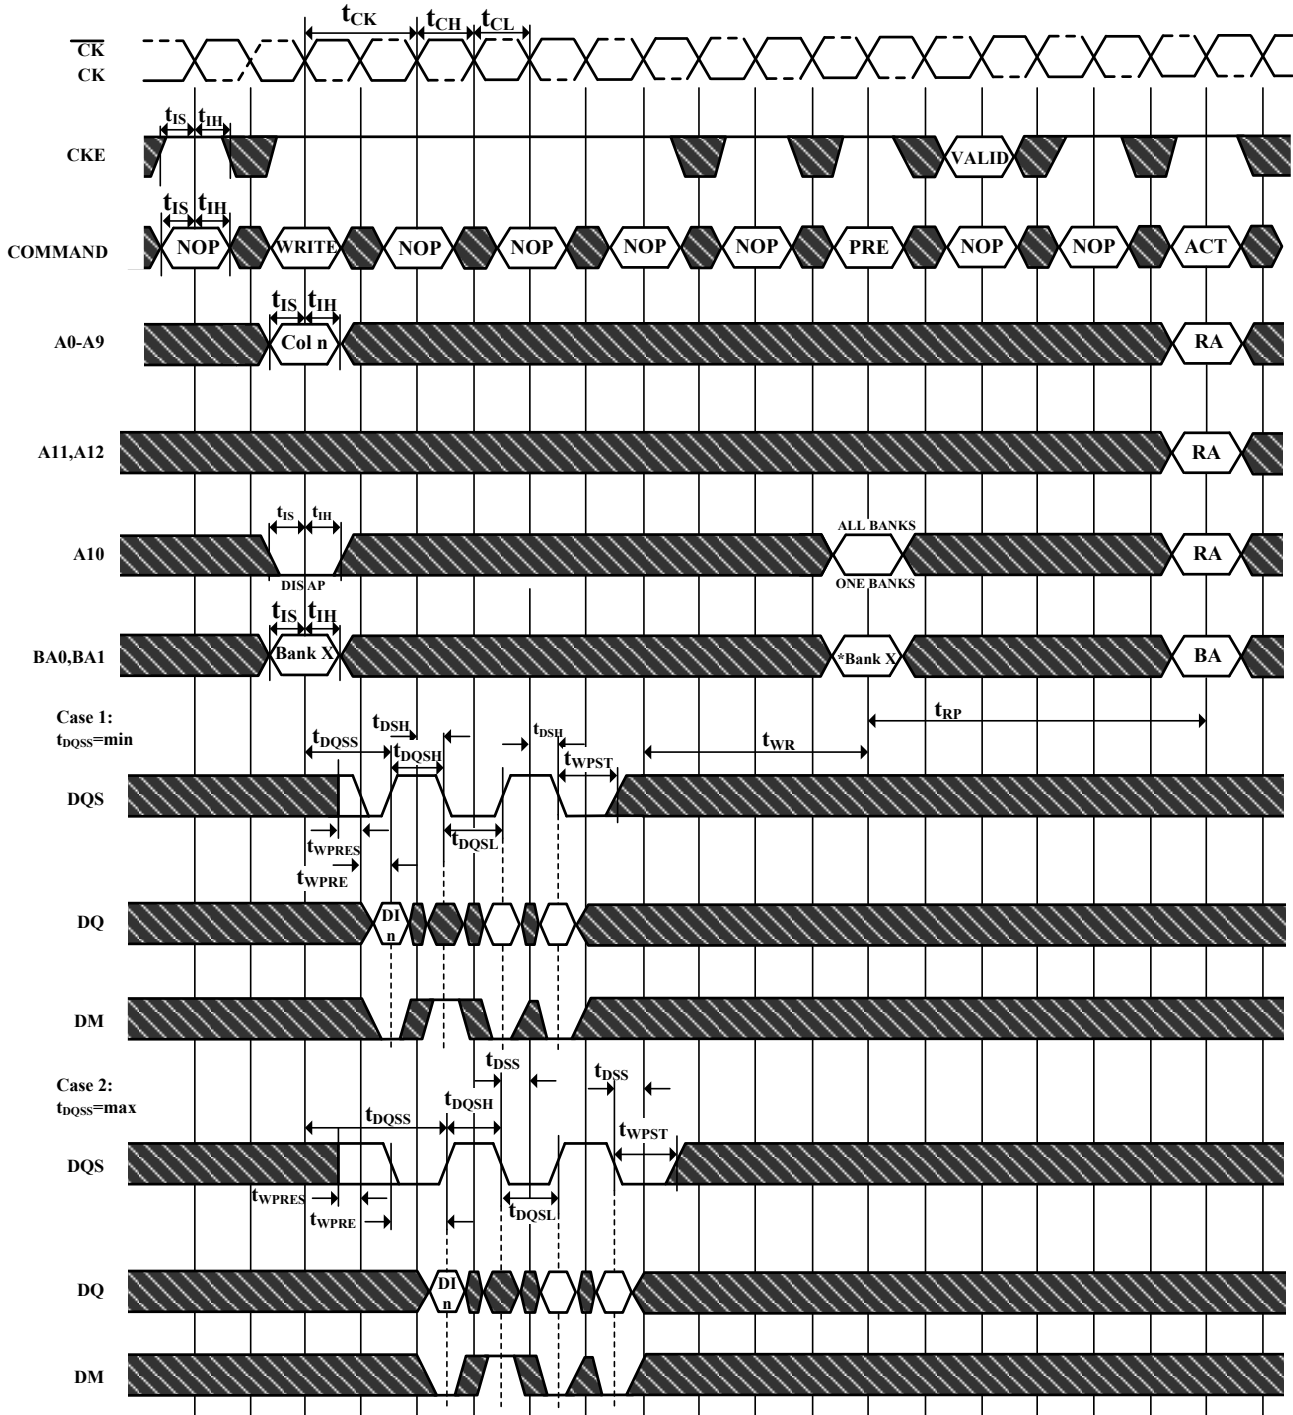 tCK tCH tCL
CK
CK
tIS tIH
CKE VALID
tIS tIH
COMMAND NOP WRITE NOP NOP NOP NOP PRE NOP NOP ACT
tIS tIH
A0-A9 Col n RA
A11,A12 RA
tIS tIH ALL BANKS
A10 RA
DIS AP ONE BANKS
tIS tIH
BA0,BA1 Bank X *Bank X BA
Case 1:
tDQSS=min
tDQSS tDSH tDQSH tDSH tWPST tWR tRP
DQS
tWPRES tDQSL
tWPRE
DQ DI
n
DM
Case 2:
tDQSS=max
tDSS tDSS
tDQSS tDQSH tWPST
DQS
tWPRES tWPRE tDQSL
DQ DI
n
DM